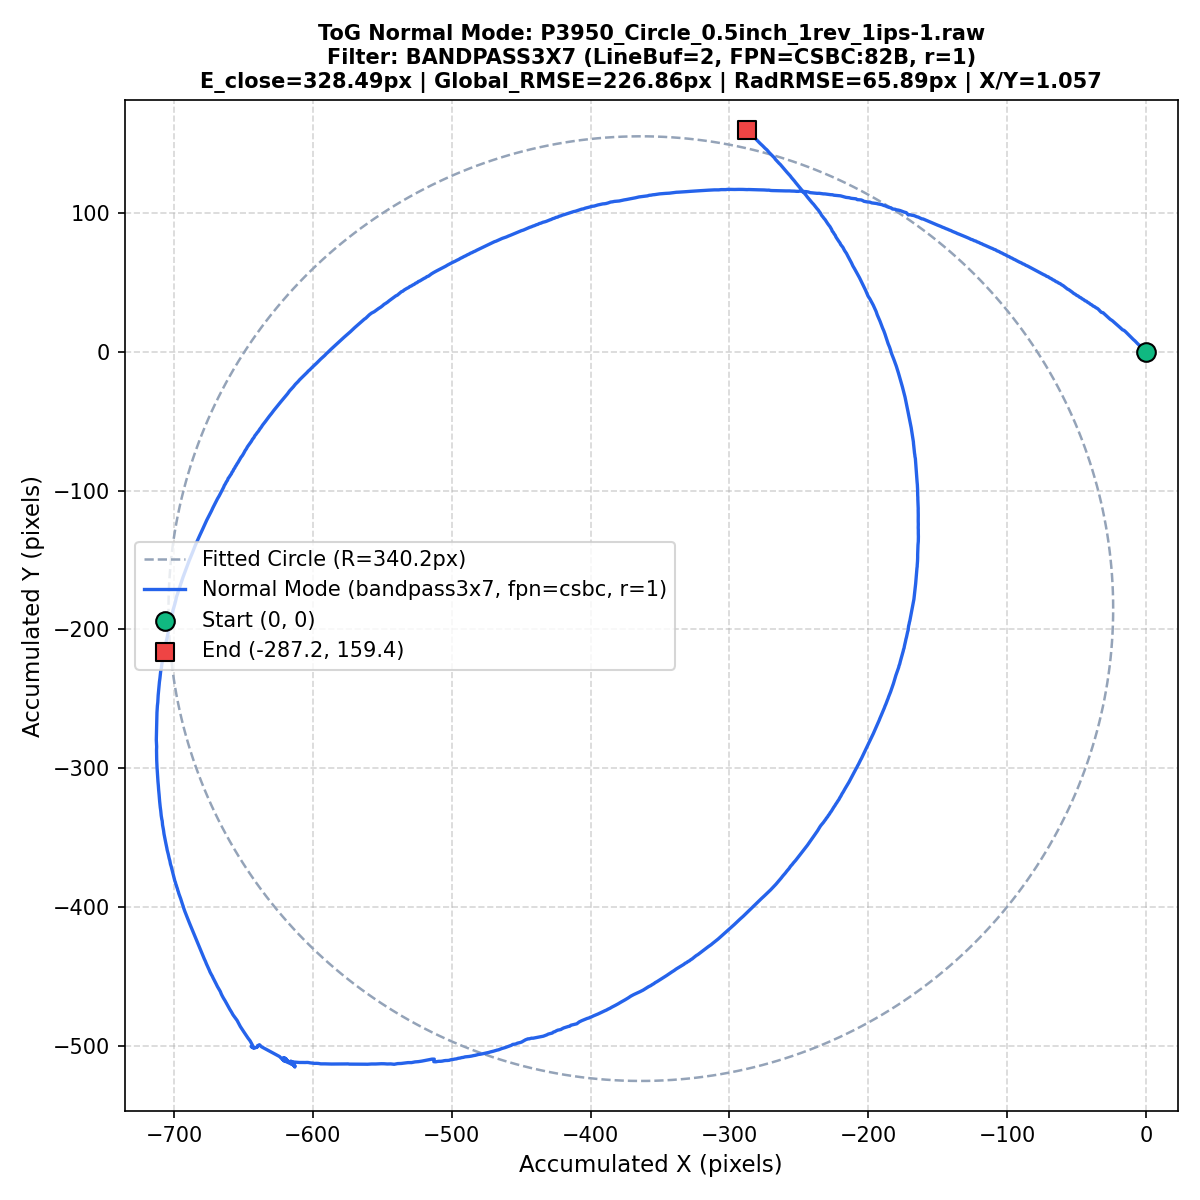 ToG Normal Mode: P3950_Circle_0.5inch_1rev_1ips-1.raw
Filter: BANDPASS3X7 (LineBuf=2, FPN=CSBC:82B, r=1)
E_close=328.49px | Global_RMSE=226.86px | RadRMSE=65.89px | X/Y=1.057
Accumulated Y (pixels)
100
0
−100
−200
−300
−400
−500
Fitted Circle (R=340.2px)
Normal Mode (bandpass3x7, fpn=csbc, r=1)
Start (0, 0)
End (-287.2, 159.4)
−700
−600
−500
−400
−300
−200
−100
0
Accumulated X (pixels)